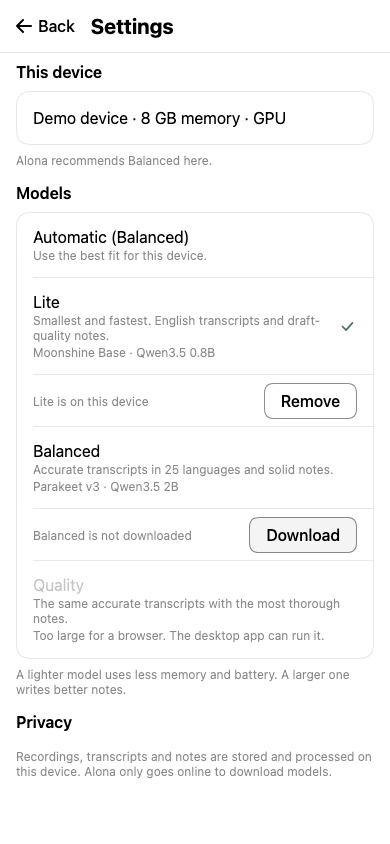 Back Settings
This device
Demo device · 8 GB memory · GPU
Alona recommends Balanced here.
Models
Automatic (Balanced)
Use the best fit for this device.
Lite
Smallest and fastest. English transcripts and draft-
quality notes.
Moonshine Base · Qwen3.5 0.8B
Lite is on this device Remove
Balanced
Accurate transcripts in 25 languages and solid notes.
Parakeet v3 · Qwen3.5 2B
Balanced is not downloaded Download
Quality
The same accurate transcripts with the most thorough
notes.
Too large for a browser. The desktop app can run it.
A lighter model uses less memory and battery. A larger one
writes better notes.
Privacy
Recordings, transcripts and notes are stored and processed on
this device. Alona only goes online to download models.